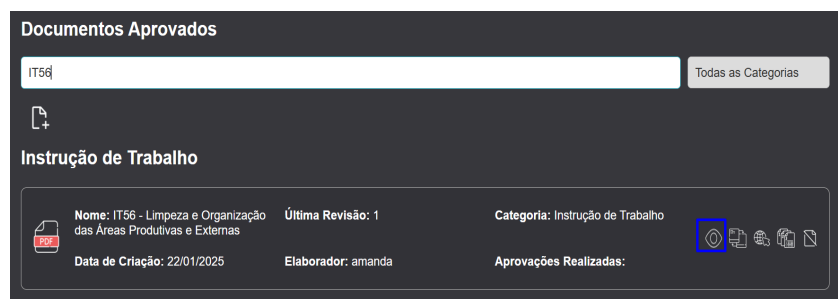 Documentos Aprovados
IT56
Todas as Categorias
Instrução de Trabalho
Nome: IT56 - Limpeza e Organização
das Áreas Produtivas e Externas
Última Revisão: 1
Categoria: Instrução de Trabalho
PDF
Data de Criação: 22/01/2025
Elaborador: amanda
Aprovações Realizadas: